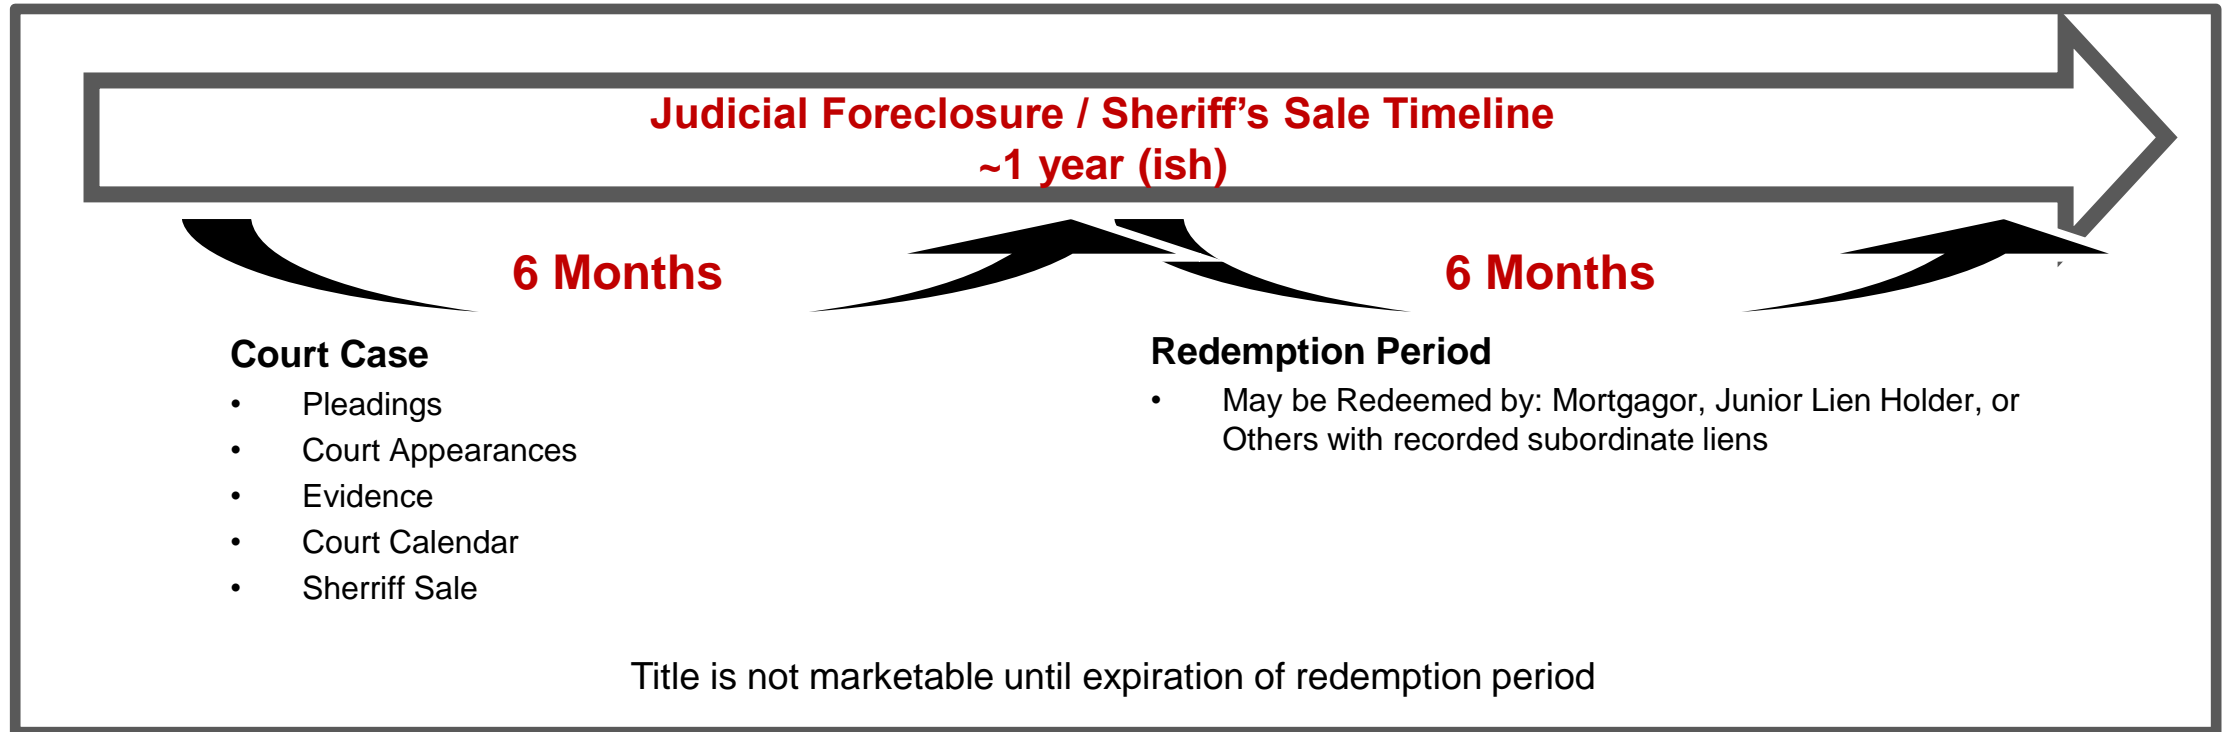 Judicial Foreclosure / Sheriff’s Sale Timeline
~1 year (ish)
6 Months
6 Months
Court Case
• Pleadings
• Court Appearances
• Evidence
• Court Calendar
• Sherriff Sale
Redemption Period
• May be Redeemed by: Mortgagor, Junior Lien Holder, or
Others with recorded subordinate liens
Title is not marketable until expiration of redemption period